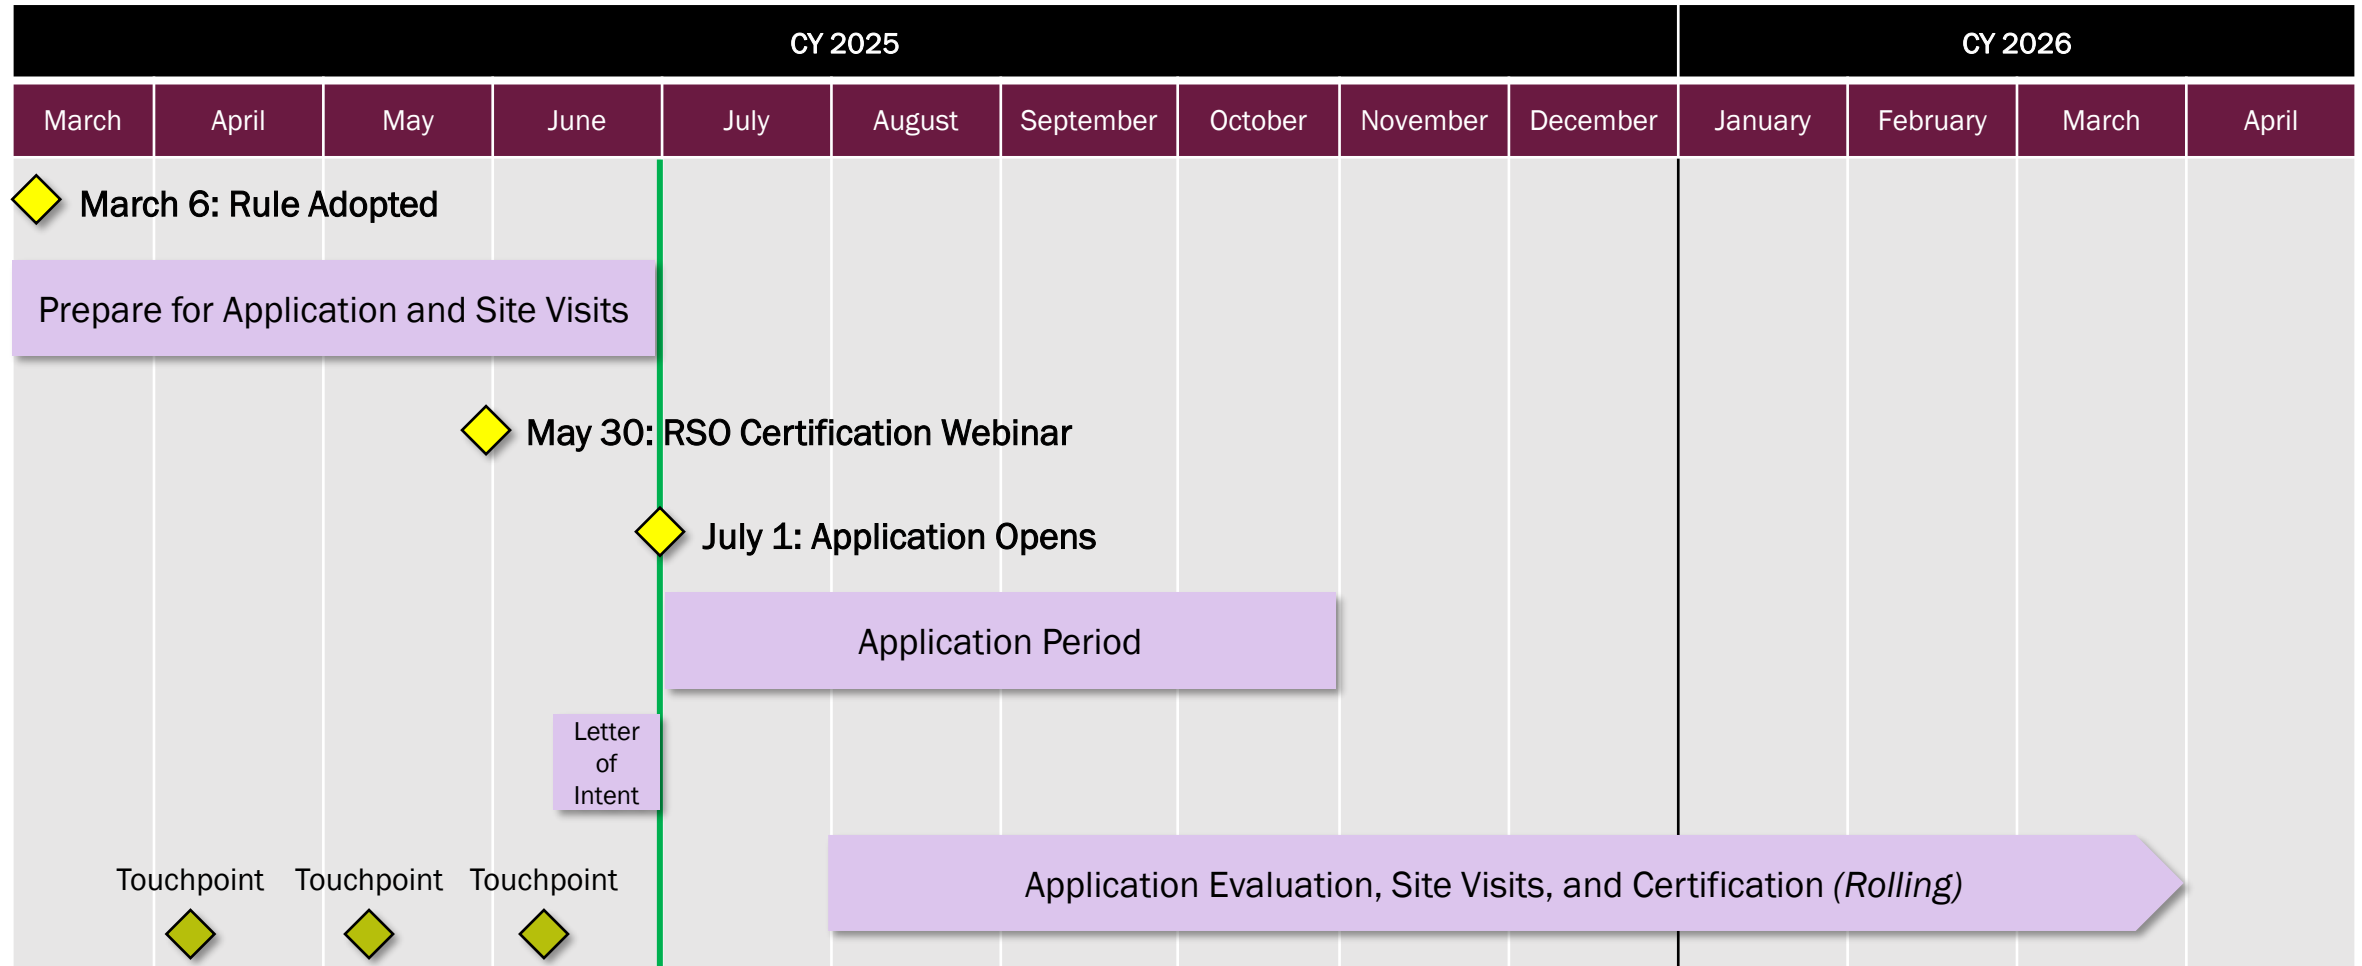 CY 2025
CY 2026
March
April
May
June
July
August
September
October
November
December
January
February
March
April
March 6: Rule Adopted
Prepare for Application and Site Visits
May 30: RSO Certification Webinar
July 1: Application Opens
Application Period
Letter
of
Intent
Touchpoint
Touchpoint
Touchpoint
Application Evaluation, Site Visits, and Certification (Rolling)